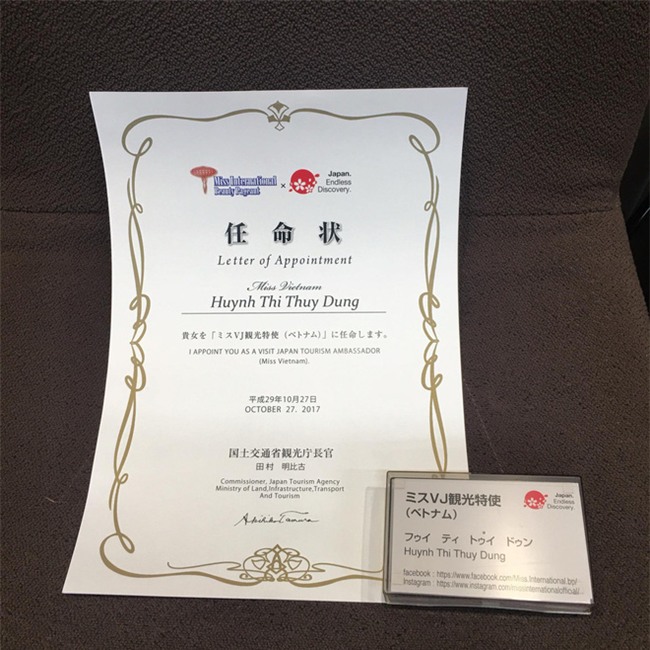 Miss International
Beauty Pageant
×
Japan.
Endless
Discovery.
任命状
Letter of Appointment
Miss Vietnam
Huynh Thi Thuy Dung
貴女を「ミスVJ観光特使（ベトナム）」に任命します。
I APPOINT YOU AS A VISIT JAPAN TOURISM AMBASSADOR
(Miss Vietnam).
平成29年10月27日
OCTOBER 27. 2017
国土交通省観光庁長官
田村 明比古
Commissioner, Japan Tourism Agency
Ministry of Land,Infrastructure,Transport
And Tourism
ミスVJ観光特使
（ベトナム）
Japan.
Endless
Discovery.
フゥイ ティ トゥイ ドゥン
Huynh Thi Thuy Dung
facebook : https://www.facebook.com/Miss.International.bp/
Instagram : https://www.instagram.com/missinternationalofficial/